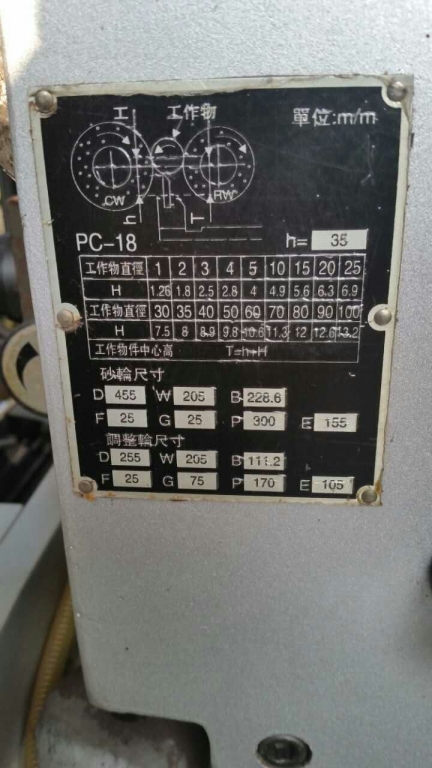 工 工作物 單位:m/m
CW RW
h T
PC-18 h= 35
工作物直徑 1 2 3 4 5 10 15 20 25
H 1.26 1.8 2.5 2.8 4 4.9 5.6 6.3 6.9
工作物直徑 30 35 40 50 60 70 80 90 100
H 7.5 8 8.9 9.8 10.6 11.3 12 12.6 13.2
工作物件中心高 T=h+H
砂輪尺寸
D 455 W 205 B 228.6
F 25 G 25 P 300 E 155
調整輪尺寸
D 255 W 205 B 111.2
F 25 G 75 P 170 E 105